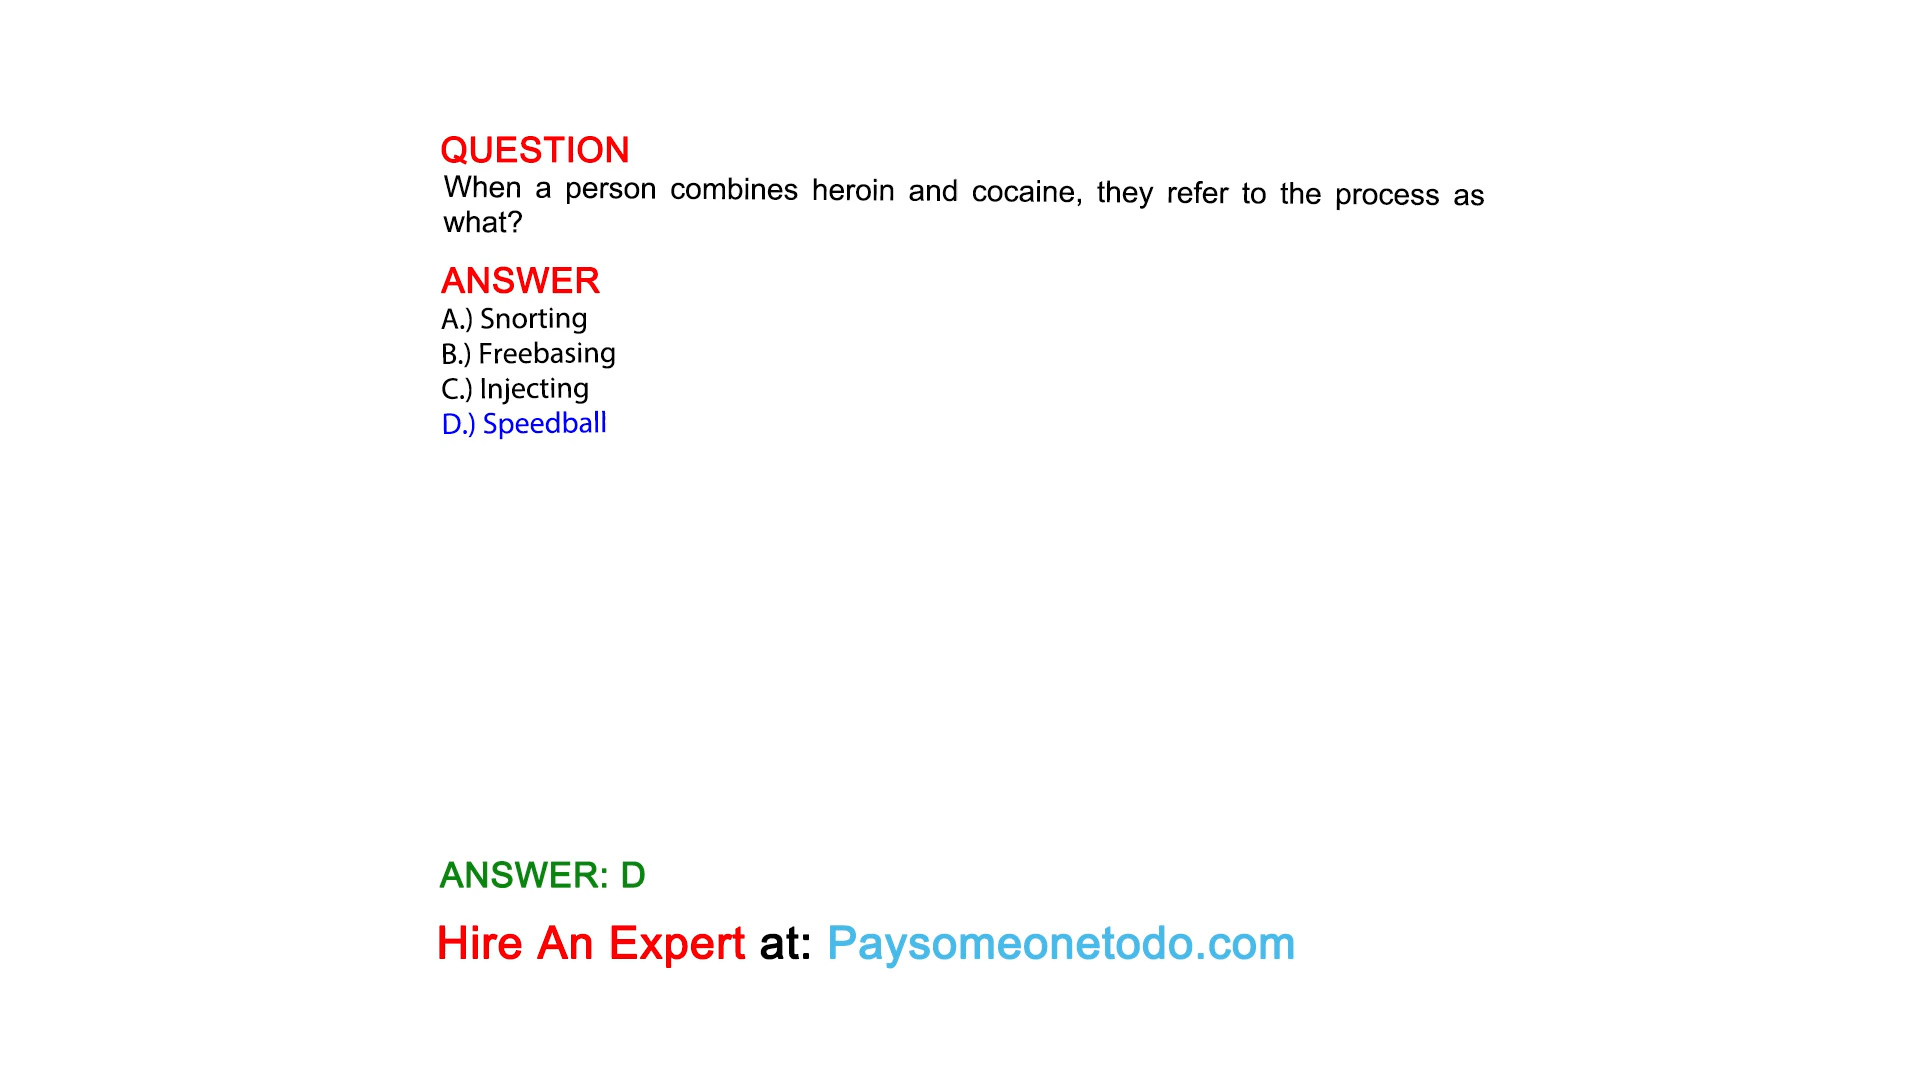 QUESTION
When a person combines heroin and cocaine, they refer to the process as
what?
ANSWER
A.) Snorting
B.) Freebasing
C.) Injecting
D.) Speedball
ANSWER: D
Hire An Expert at: Paysomeonetodo.com